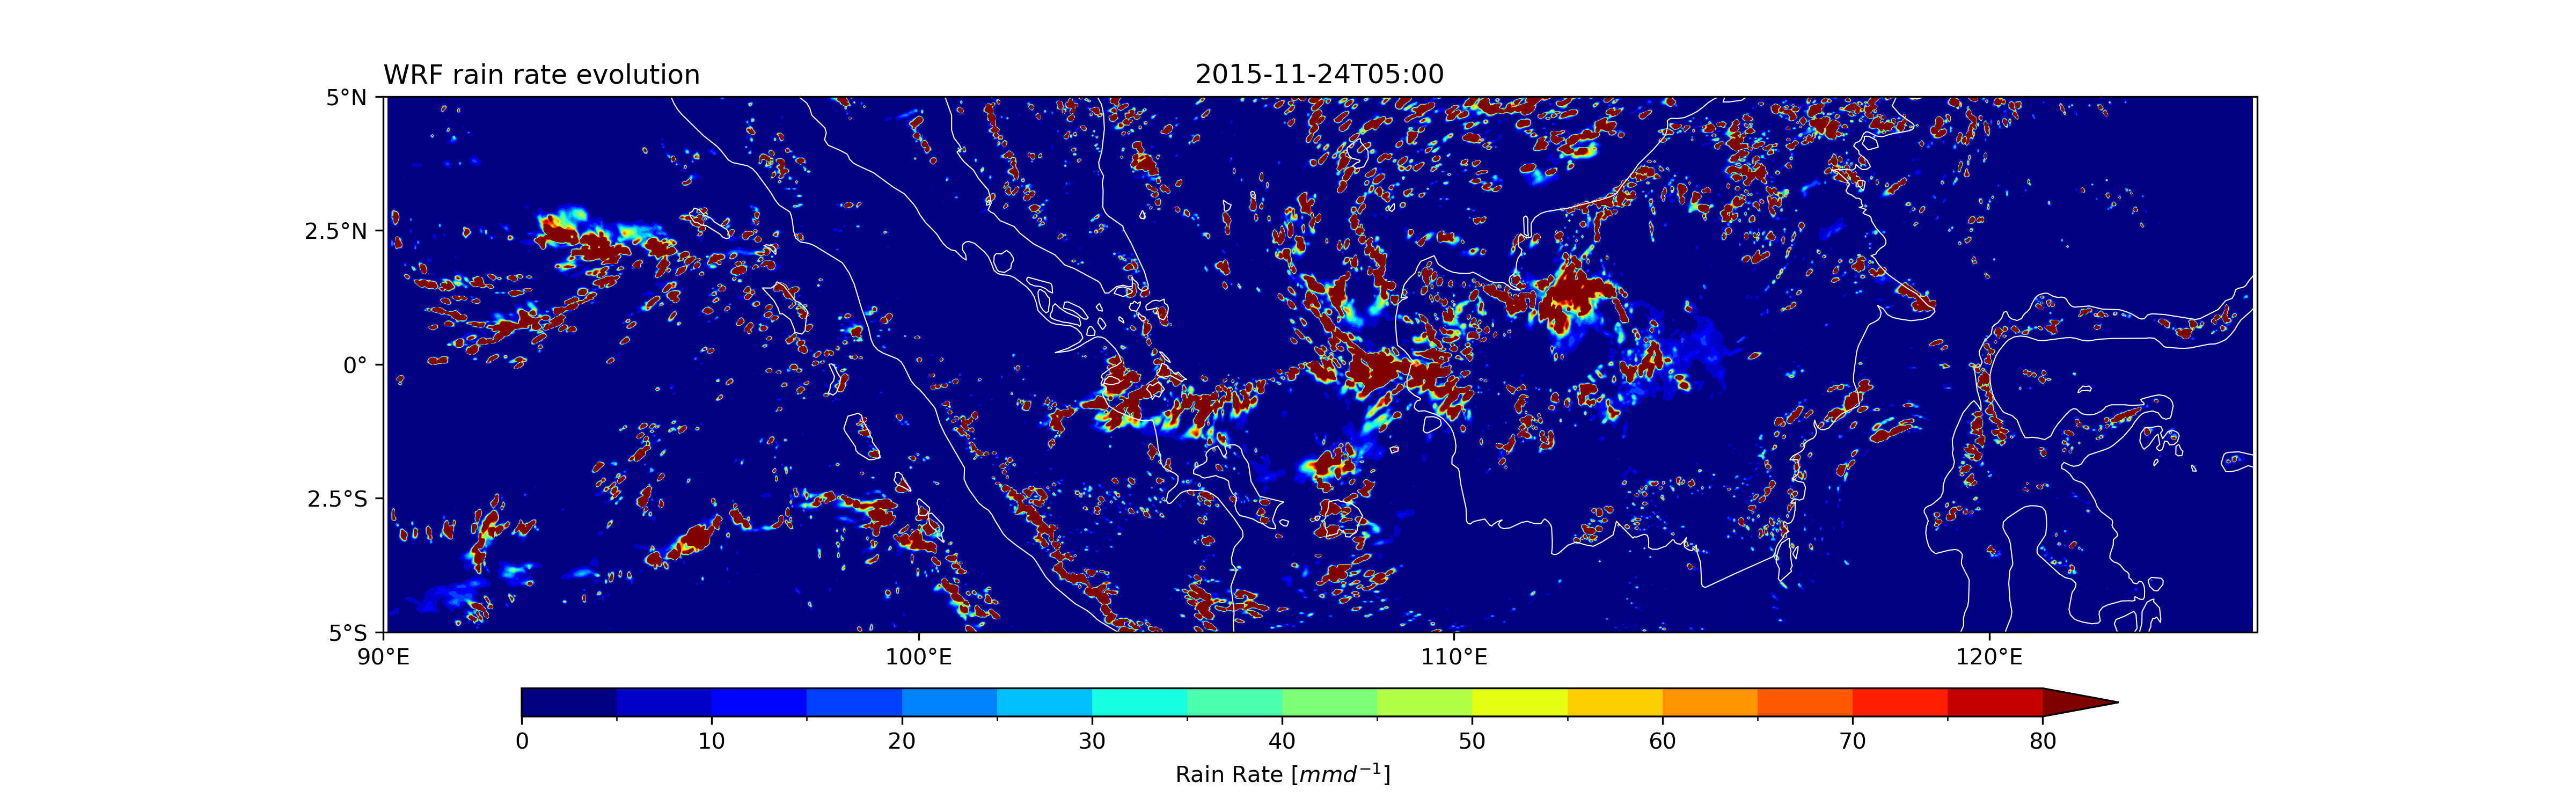 WRF rain rate evolution
2015-11-24T05:00
5°N
2.5°N
0°
2.5°S
5°S
90°E 100°E 110°E 120°E
0 10 20 30 40 50 60 70 80
Rain Rate [mmd⁻¹]